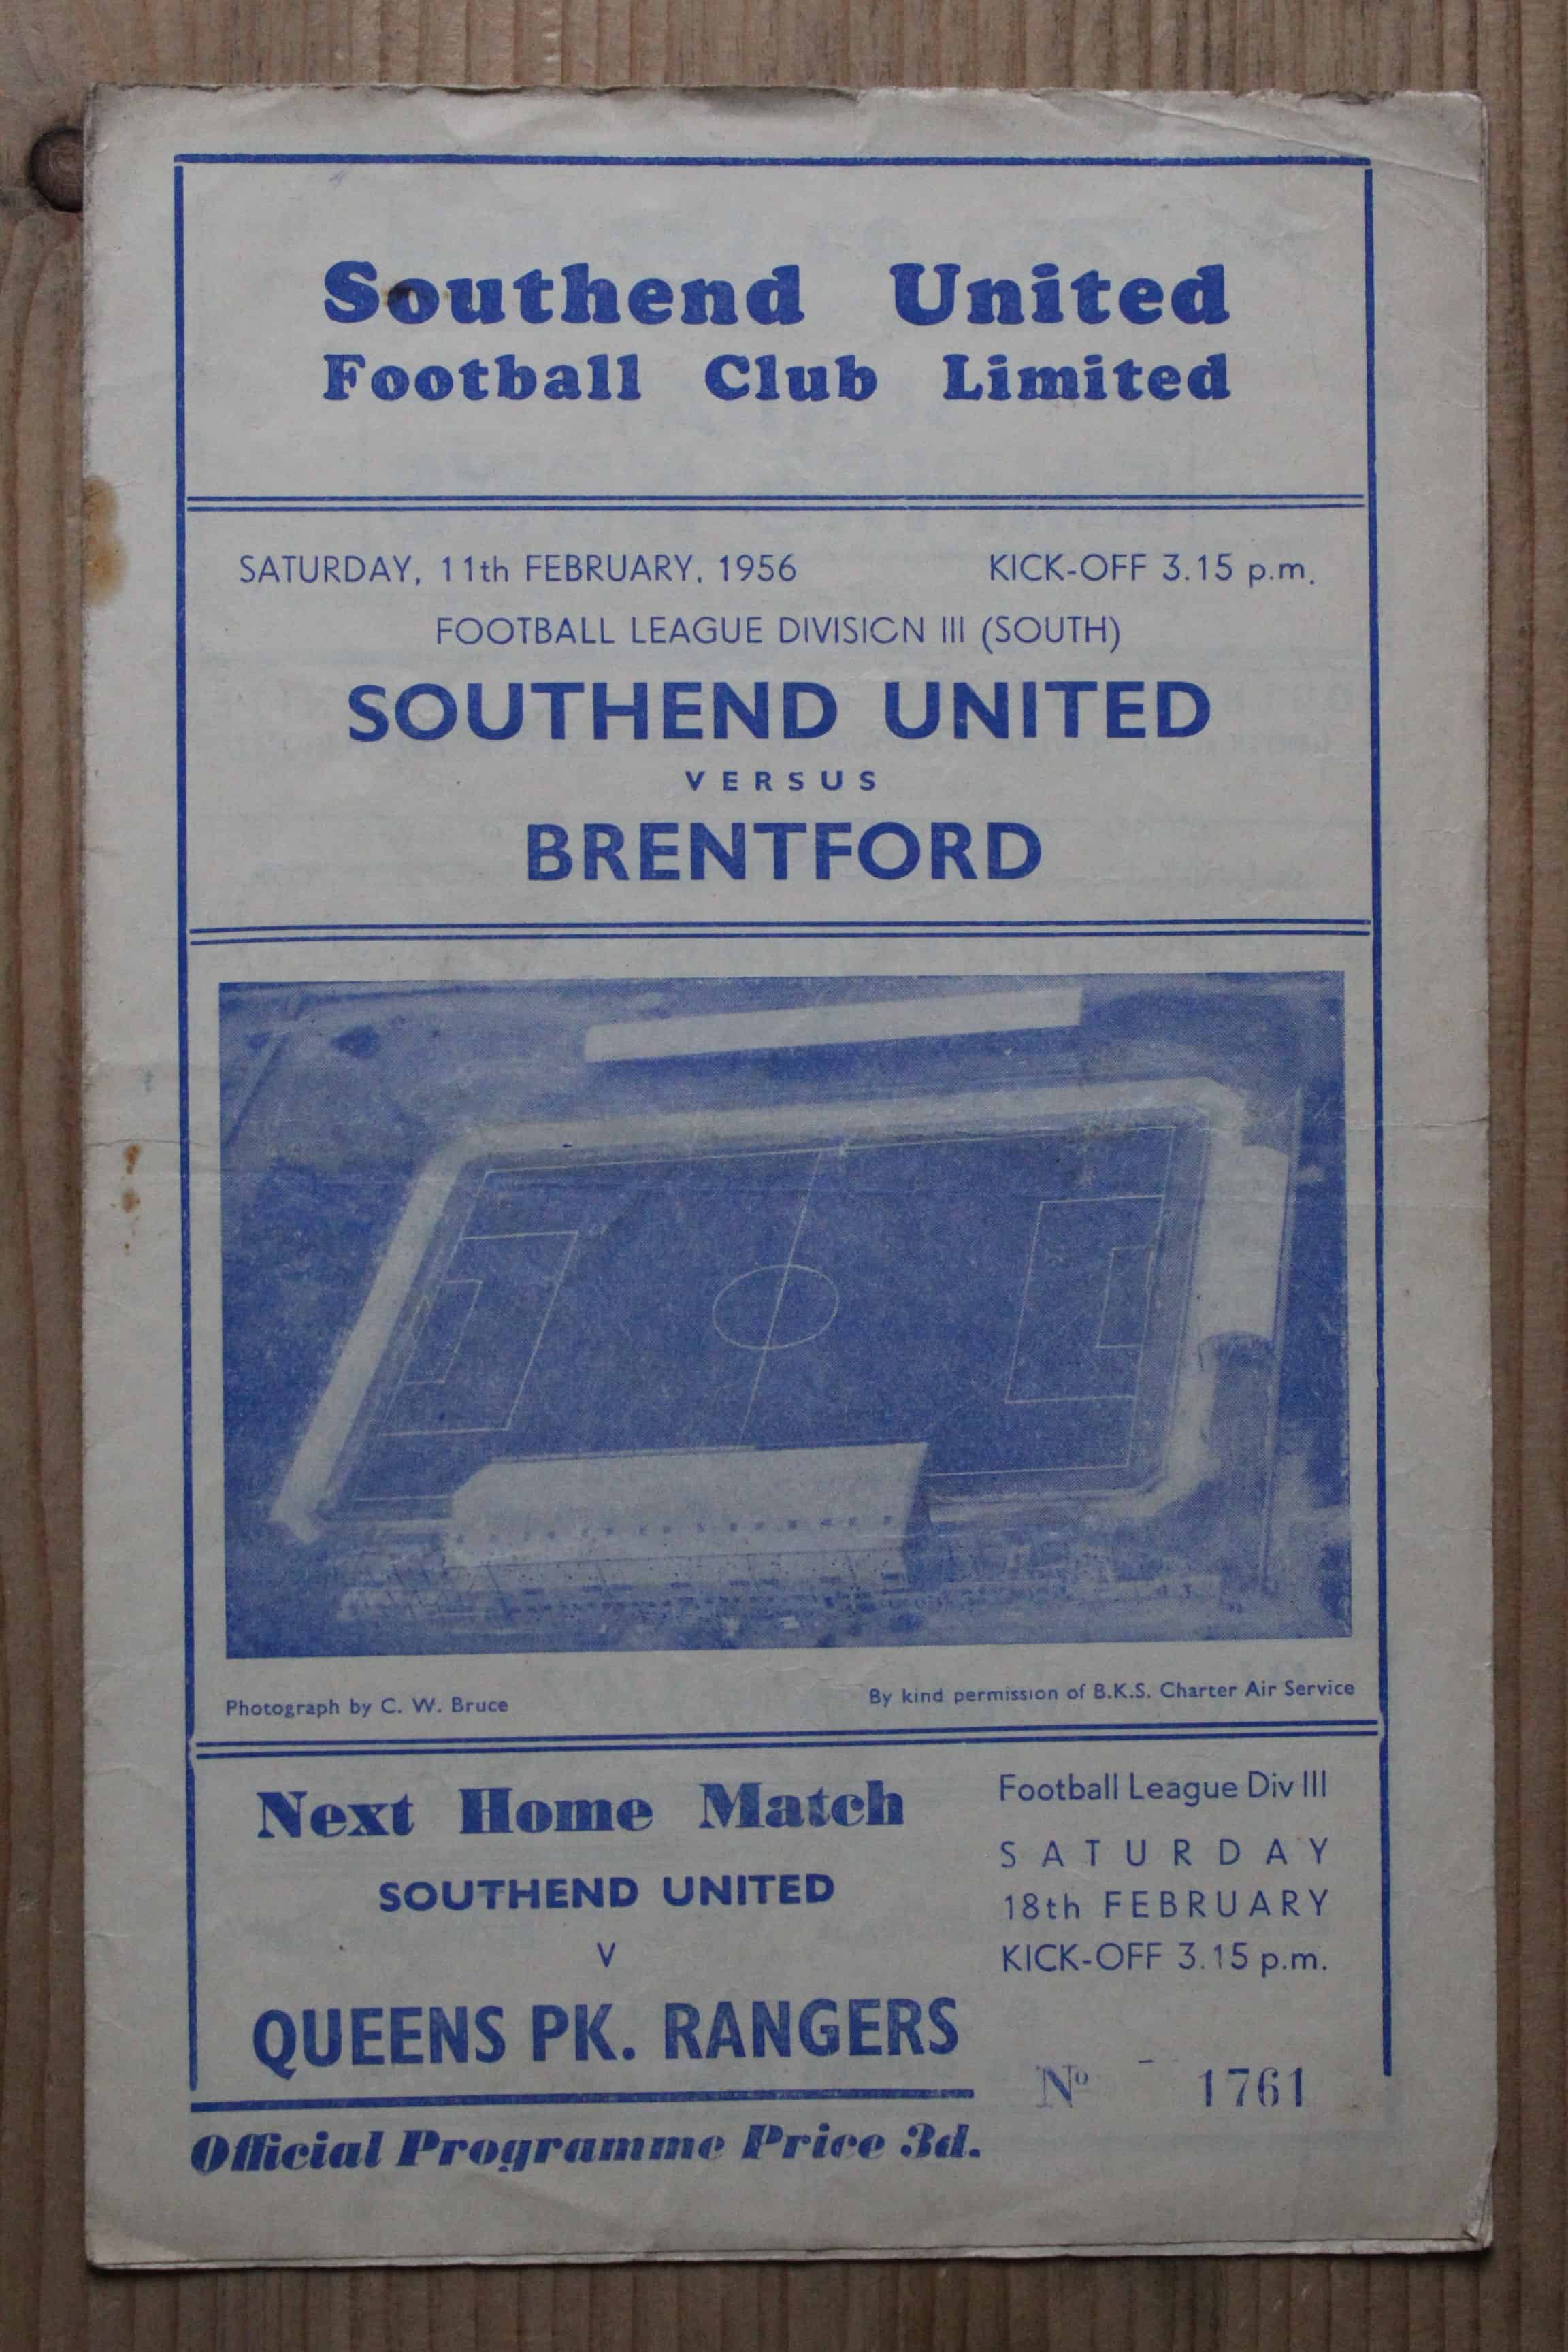 Southend United
Football Club Limited
SATURDAY, 11th FEBRUARY, 1956 KICK-OFF 3.15 p.m.
FOOTBALL LEAGUE DIVISICN III (SOUTH)
SOUTHEND UNITED
VERSUS
BRENTFORD
Photograph by C. W. Bruce By kind permission of B.K.S. Charter Air Service
Next Home Match
SOUTHEND UNITED
V
QUEENS PK. RANGERS
Football League Div III
SATURDAY
18th FEBRUARY
KICK-OFF 3.15 p.m.
Nº 1761
Official Programme Price 3d.